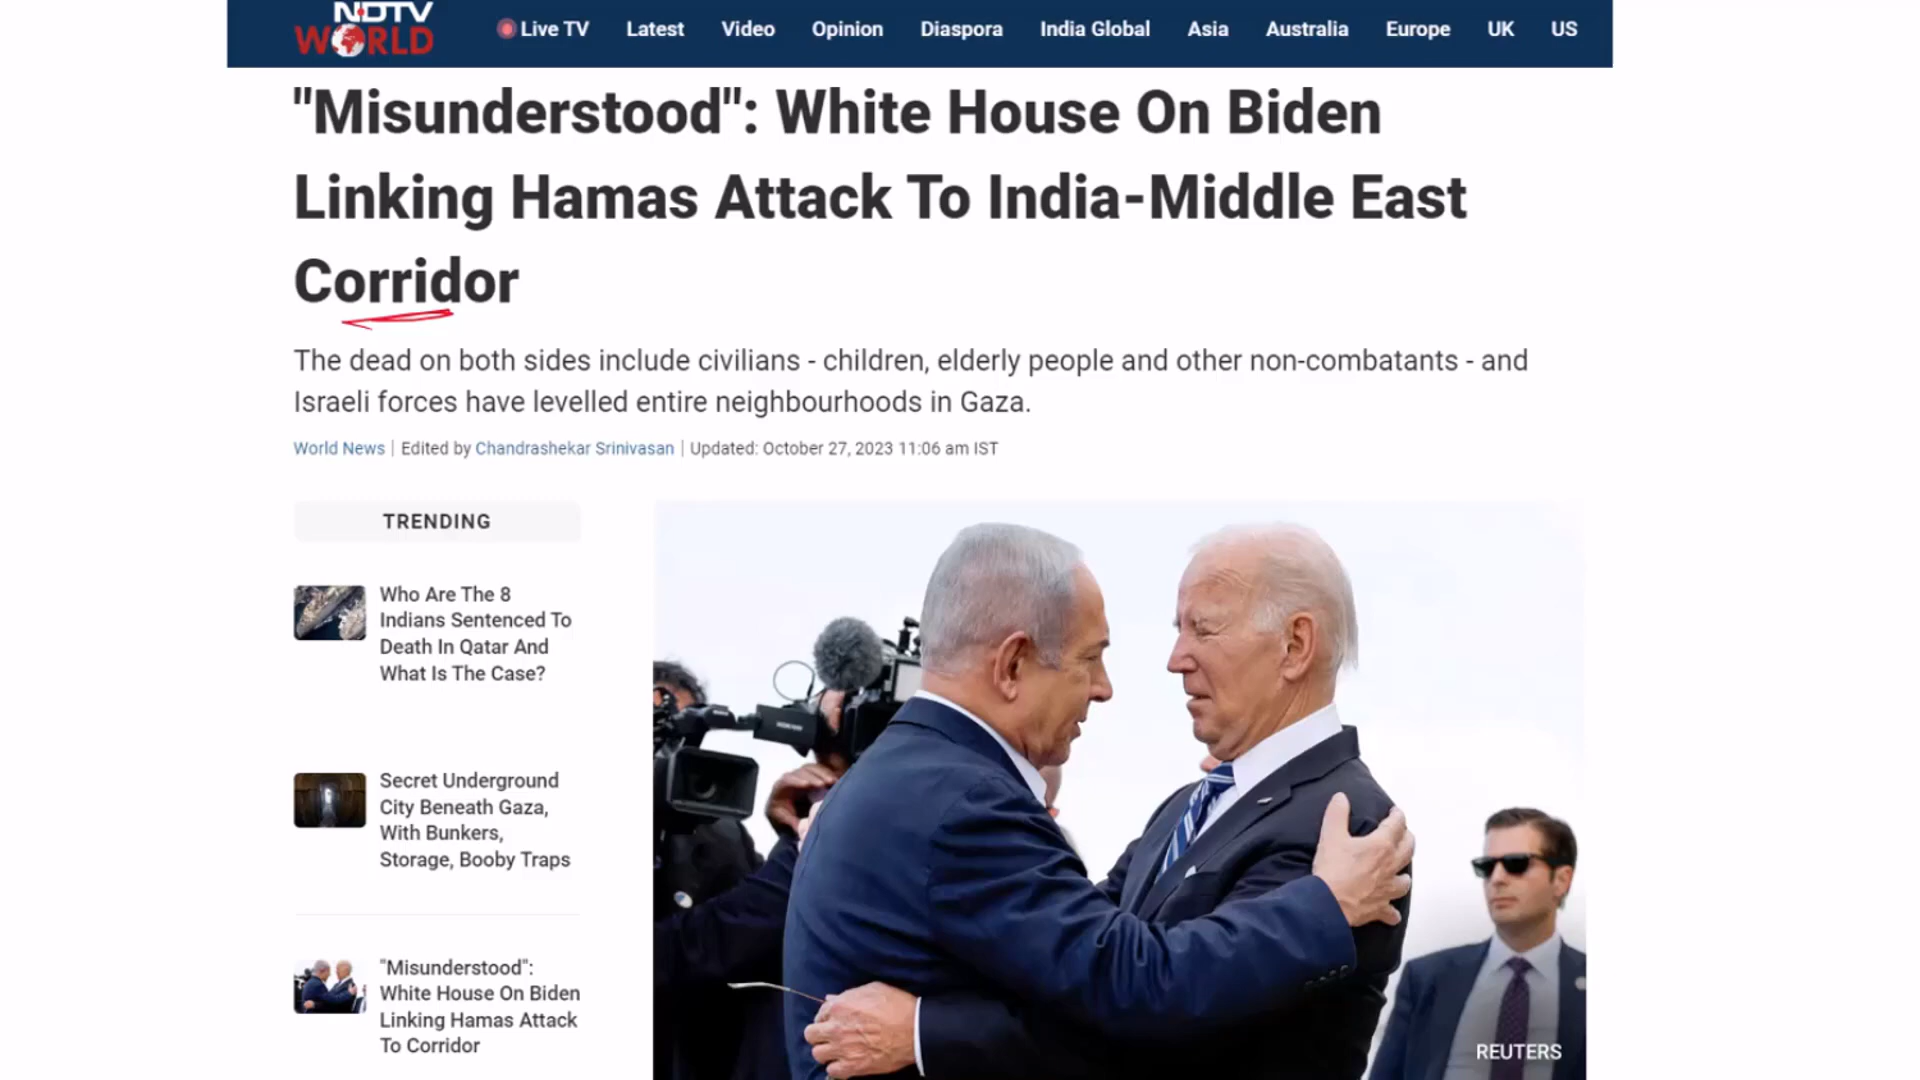 NDTV
WORLD
Live TV Latest Video Opinion Diaspora India Global Asia Australia Europe UK US
"Misunderstood": White House On Biden
Linking Hamas Attack To India-Middle East
Corridor
The dead on both sides include civilians - children, elderly people and other non-combatants - and
Israeli forces have levelled entire neighbourhoods in Gaza.
World News | Edited by Chandrashekar Srinivasan | Updated: October 27, 2023 11:06 am IST
TRENDING
Who Are The 8
Indians Sentenced To
Death In Qatar And
What Is The Case?
Secret Underground
City Beneath Gaza,
With Bunkers,
Storage, Booby Traps
"Misunderstood":
White House On Biden
Linking Hamas Attack
To Corridor
REUTERS